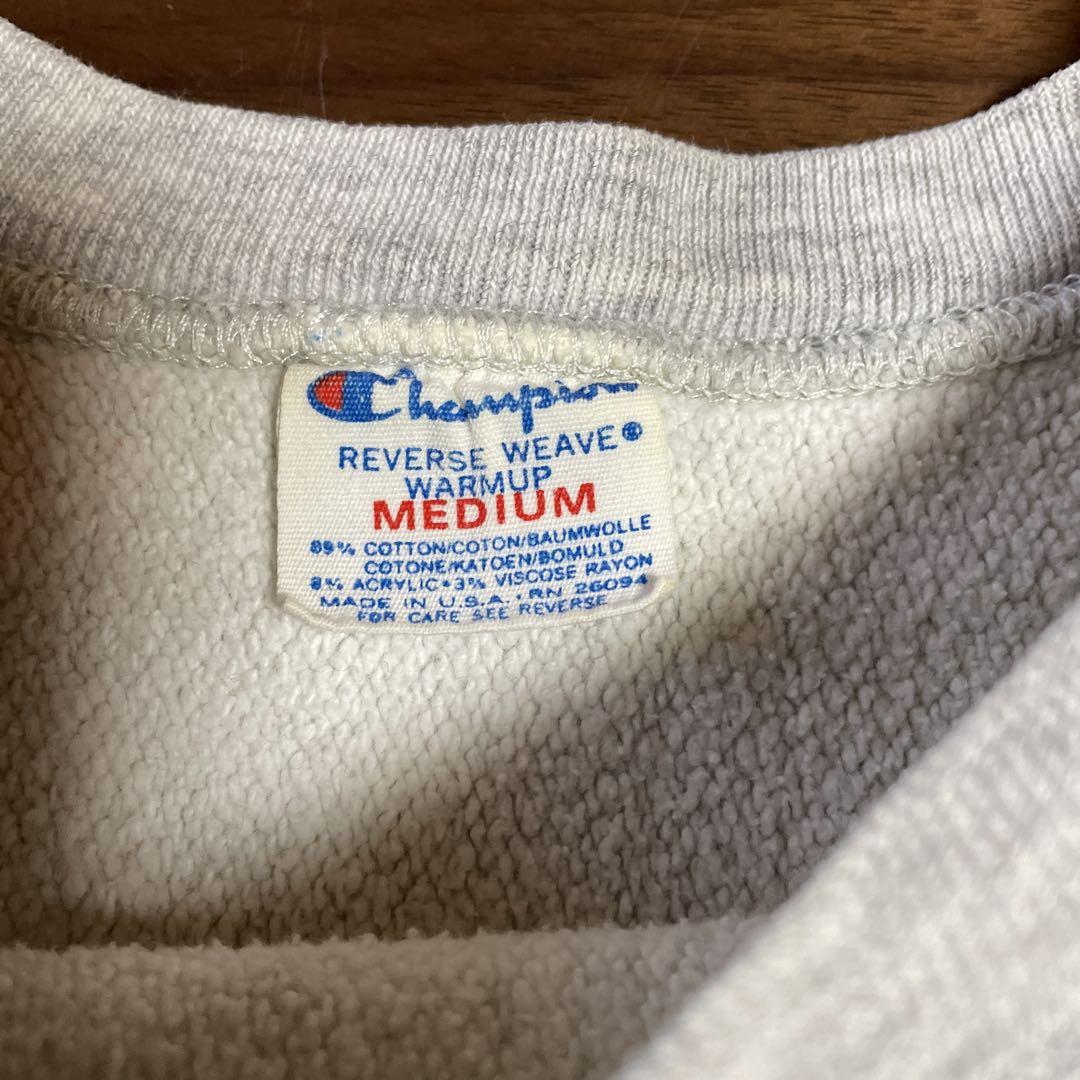 Champion
REVERSE WEAVE®
WARMUP
MEDIUM
89% COTTON/COTON/BAUMWOLLE
COTONE/KATOEN/BOMULD
8% ACRYLIC • 3% VISCOSE RAYON
MADE IN U.S.A. • RN 26094
FOR CARE SEE REVERSE